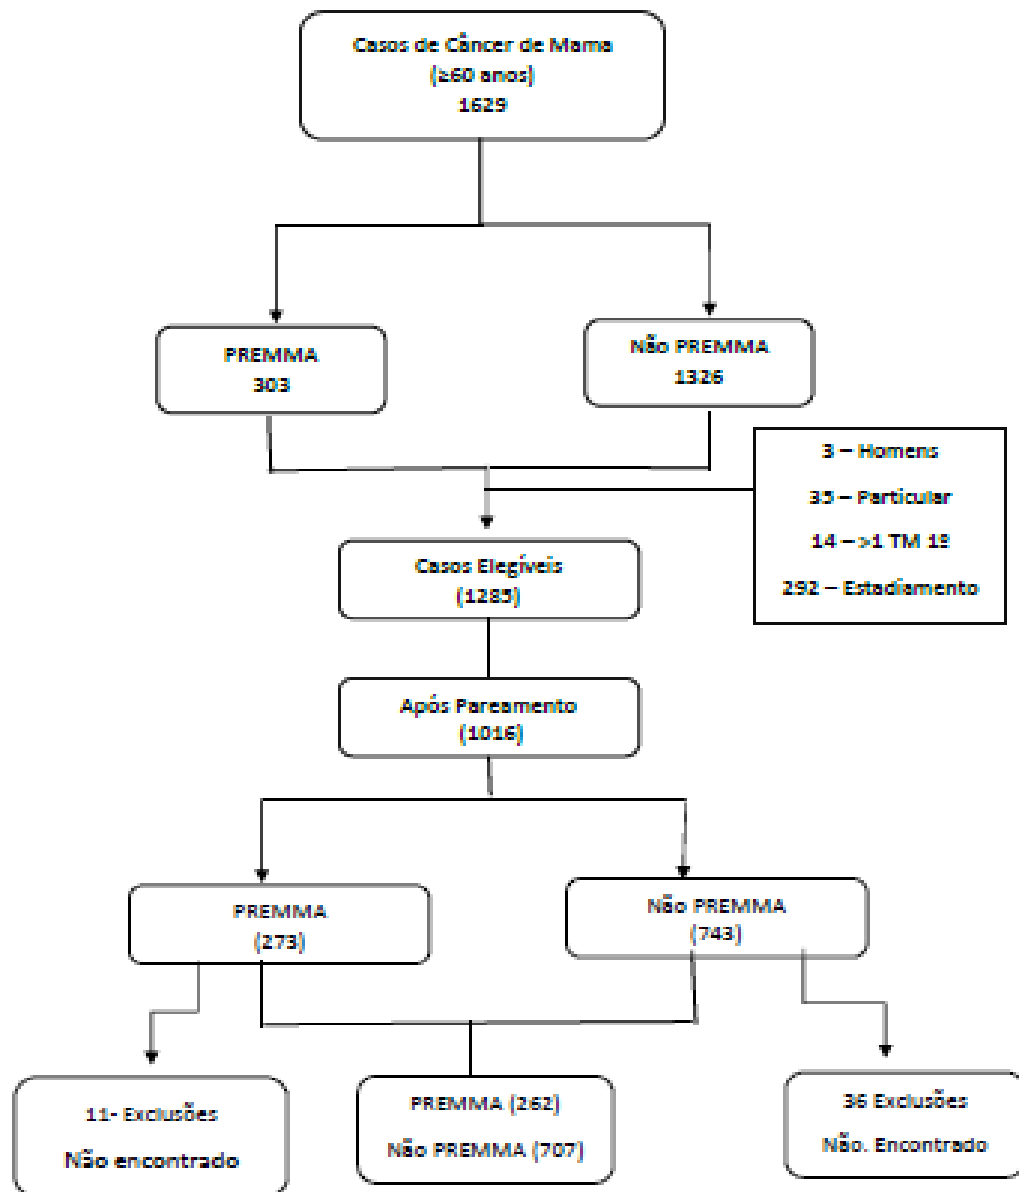 Casos de Câncer de Mama
(≥60 anos)
1629
PREMMA
303
Não PREMMA
1326
3 – Homens
35 – Particular
14 – >1 TM 18
292 – Estadiamento
Casos Elegíveis
(1285)
Após Pareamento
(1016)
PREMMA
(273)
Não PREMMA
(743)
11- Exclusões
Não encontrado
PREMMA (262)
Não PREMMA (707)
36 Exclusões
Não. Encontrado